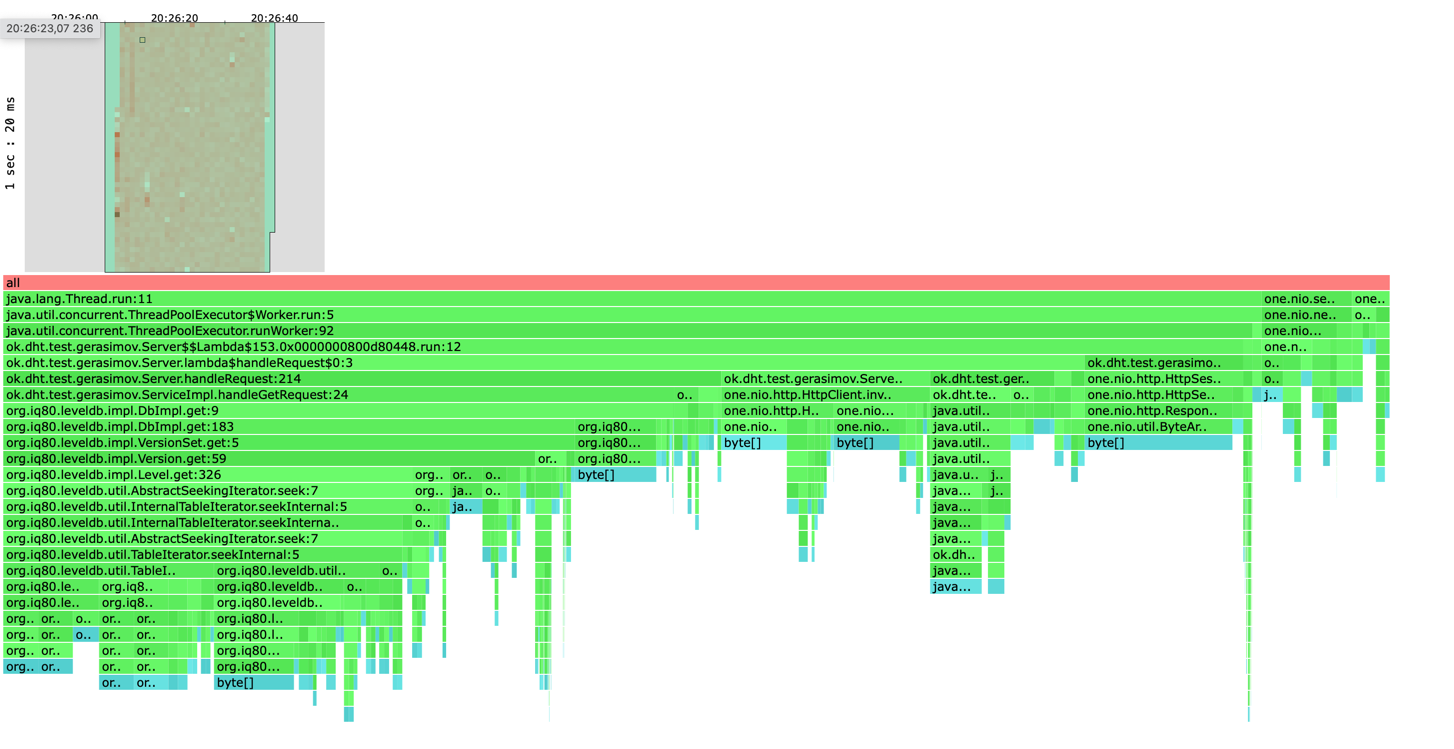 20:26:00 20:26:20 20:26:40
20:26:23,07 236
1 sec : 20 ms
all
java.lang.Thread.run:11 one.nio.se.. one..
java.util.concurrent.ThreadPoolExecutor$Worker.run:5 one.nio.ne.. o..
java.util.concurrent.ThreadPoolExecutor.runWorker:92 one.nio...
ok.dht.test.gerasimov.Server$$Lambda$153.0x0000000800d80448.run:12 one.n..
ok.dht.test.gerasimov.Server.lambda$handleRequest$0:3 ok.dht.test.gerasimo.. o..
ok.dht.test.gerasimov.Server.handleRequest:214 ok.dht.test.gerasimov.Serve.. ok.dht.test.ger.. one.nio.http.HttpSes.. o..
ok.dht.test.gerasimov.ServiceImpl.handleGetRequest:24 o.. one.nio.http.HttpClient.inv.. ok.dht.te.. o.. one.nio.http.HttpSe.. j..
org.iq80.leveldb.impl.DbImpl.get:9 one.nio.http.H.. one.nio... java.util.. one.nio.http.Respon..
org.iq80.leveldb.impl.DbImpl.get:183 org.iq80... one.nio.. one.nio.. java.util.. one.nio.util.ByteAr..
org.iq80.leveldb.impl.VersionSet.get:5 org.iq80... byte[] byte[] java.util.. byte[]
org.iq80.leveldb.impl.Version.get:59 or.. org.iq80... java.util..
org.iq80.leveldb.impl.Level.get:326 org.. or.. o.. byte[] java.u.. j..
org.iq80.leveldb.util.AbstractSeekingIterator.seek:7 org.. ja.. o.. java... j..
org.iq80.leveldb.util.InternalTableIterator.seekInternal:5 o.. ja.. java...
org.iq80.leveldb.util.InternalTableIterator.seekInterna.. o.. java...
org.iq80.leveldb.util.AbstractSeekingIterator.seek:7 java...
org.iq80.leveldb.util.TableIterator.seekInternal:5 ok.dh..
org.iq80.leveldb.util.TableI.. org.iq80.leveldb.util.. o.. java...
org.iq80.le.. org.iq8.. org.iq80.leveldb.. o.. java...
org.iq80.le.. org.iq8.. org.iq80.leveldb..
org.. or.. o.. or.. or.. org.iq80.l..
org.. or.. o.. or.. or.. org.iq80.l..
org.. or.. or.. or.. org.iq80...
org.. or.. or.. or.. org.iq80...
or.. or.. byte[]